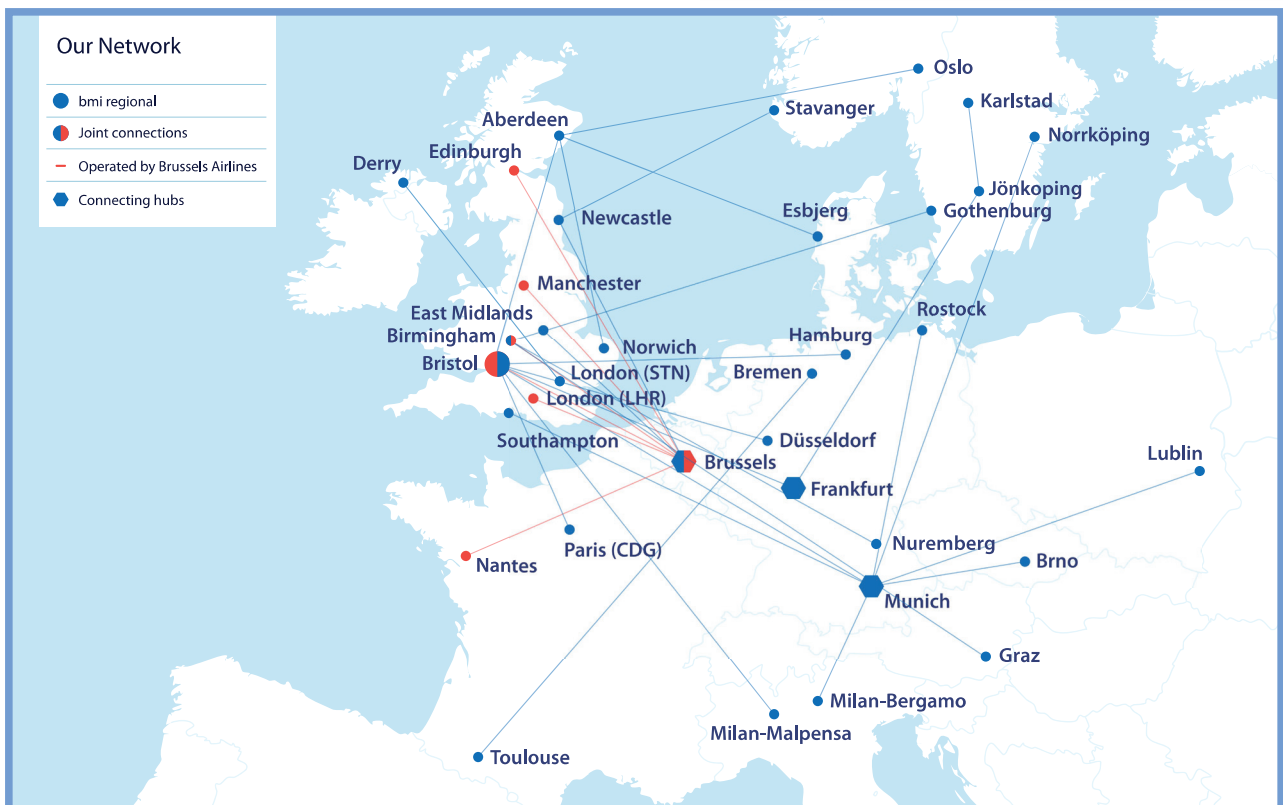 Our Network
bmi regional
Joint connections
Operated by Brussels Airlines
Connecting hubs
Oslo
Karlstad
Stavanger
Aberdeen
Norrköping
Edinburgh
Derry
Jönkoping
Newcastle
Esbjerg
Gothenburg
Manchester
East Midlands
Rostock
Birmingham
Hamburg
Norwich
Bristol
London (STN)
Bremen
London (LHR)
Southampton
Düsseldorf
Lublin
Brussels
Frankfurt
Nuremberg
Paris (CDG)
Brno
Nantes
Munich
Graz
Milan-Bergamo
Milan-Malpensa
Toulouse